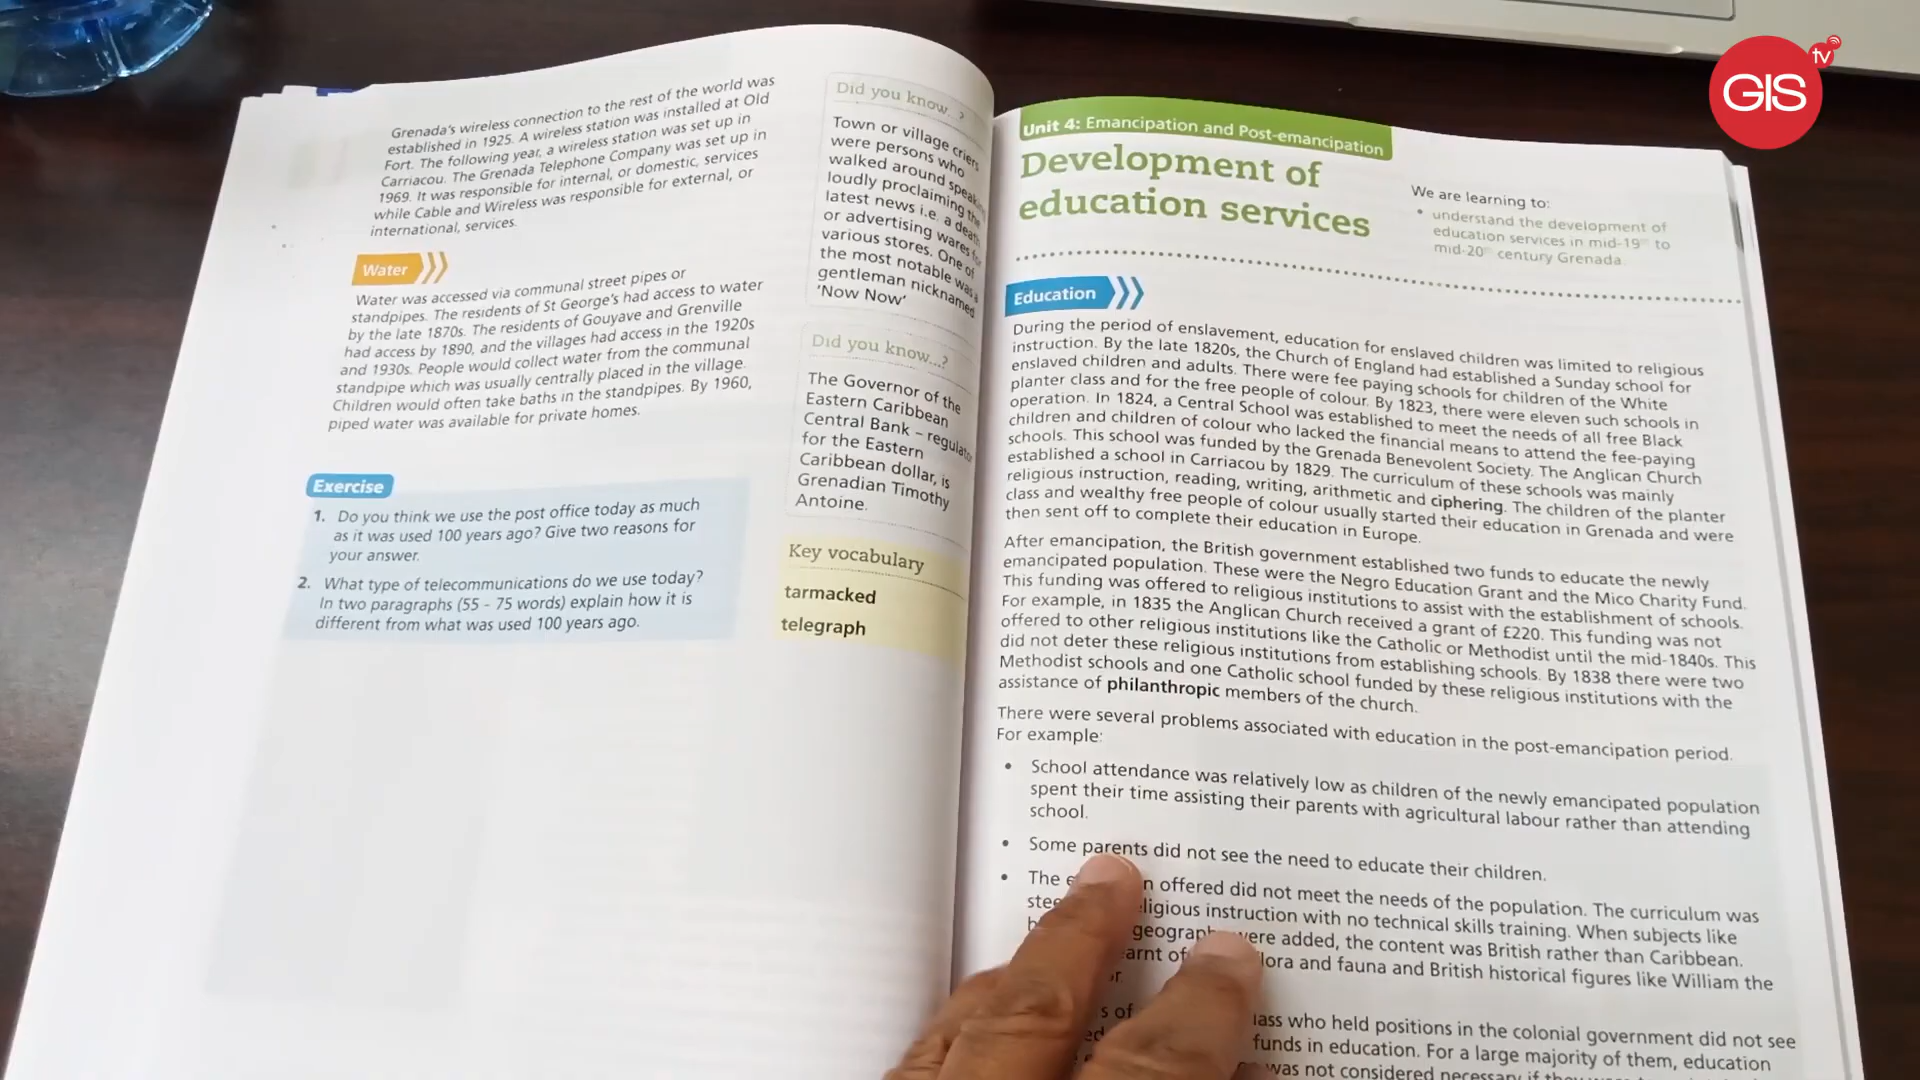 Grenada's wireless connection to the rest of the world was
established in 1925. A wireless station was installed at Old
Fort. The following year, a wireless station was set up in
Carriacou. The Grenada Telephone Company was set up in
1969. It was responsible for internal, or domestic, services
while Cable and Wireless was responsible for external, or
international, services.
Water
Water was accessed via communal street pipes or
standpipes. The residents of St George's had access to water
by the late 1870s. The residents of Gouyave and Grenville
had access by 1890, and the villages had access in the 1920s
and 1930s. People would collect water from the communal
standpipe which was usually centrally placed in the village.
Children would often take baths in the standpipes. By 1960,
piped water was available for private homes.
Exercise
1. Do you think we use the post office today as much
as it was used 100 years ago? Give two reasons for
your answer.
2. What type of telecommunications do we use today?
In two paragraphs (55 - 75 words) explain how it is
different from what was used 100 years ago.
Did you know...?
Town or village criers
were persons who
walked around speaking
loudly proclaiming the
latest news i.e. a death,
or advertising wares for
various stores. One of
the most notable was a
gentleman nicknamed
'Now Now'
Did you know...?
The Governor of the
Eastern Caribbean
Central Bank – regulator
for the Eastern
Caribbean dollar, is
Grenadian Timothy
Antoine.
Key vocabulary
tarmacked
telegraph
Unit 4: Emancipation and Post-emancipation
Development of
education services
We are learning to:
• understand the development of
education services in mid-19th to
mid-20th century Grenada.
Education
During the period of enslavement, education for enslaved children was limited to religious
instruction. By the late 1820s, the Church of England had established a Sunday school for
enslaved children and adults. There were fee paying schools for children of the White
planter class and for the free people of colour. By 1823, there were eleven such schools in
operation. In 1824, a Central School was established to meet the needs of all free Black
children and children of colour who lacked the financial means to attend the fee-paying
schools. This school was funded by the Grenada Benevolent Society. The Anglican Church
established a school in Carriacou by 1829. The curriculum of these schools was mainly
religious instruction, reading, writing, arithmetic and ciphering. The children of the planter
class and wealthy free people of colour usually started their education in Grenada and were
then sent off to complete their education in Europe.
After emancipation, the British government established two funds to educate the newly
emancipated population. These were the Negro Education Grant and the Mico Charity Fund.
This funding was offered to religious institutions to assist with the establishment of schools.
For example, in 1835 the Anglican Church received a grant of £220. This funding was not
offered to other religious institutions like the Catholic or Methodist until the mid-1840s. This
did not deter these religious institutions from establishing schools. By 1838 there were two
Methodist schools and one Catholic school funded by these religious institutions with the
assistance of philanthropic members of the church.
There were several problems associated with education in the post-emancipation period.
For example:
• School attendance was relatively low as children of the newly emancipated population
spent their time assisting their parents with agricultural labour rather than attending
school.
• Some parents did not see the need to educate their children.
• The offered did not meet the needs of the population. The curriculum was
religious instruction with no technical skills training. When subjects like
geography were added, the content was British rather than Caribbean.
flora and fauna and British historical figures like William the
of class who held positions in the colonial government did not see
funds in education. For a large majority of them, education
was not considered necessary if they
GIS
tv